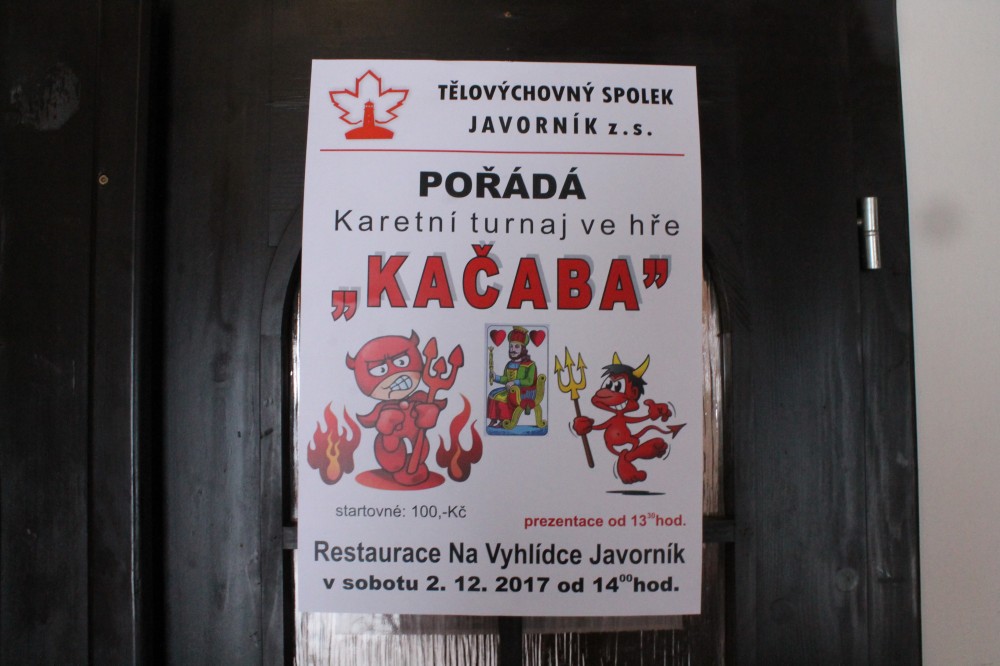 TĚLOVÝCHOVNÝ SPOLEK
JAVORNÍK z.s.
POŘÁDÁ
Karetní turnaj ve hře
„KAČABA”
startovné: 100,-Kč
prezentace od 13³⁰hod.
Restaurace Na Vyhlídce Javorník
v sobotu 2. 12. 2017 od 14⁰⁰hod.